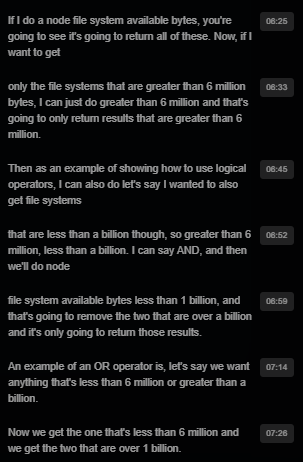 If I do a node file system available bytes, you're
06:25
going to see it's going to return all of these. Now, if I
want to get
only the file systems that are greater than 6 million
06:33
bytes, I can just do greater than 6 million and that's
going to only return results that are greater than 6
million.
Then as an example of showing how to use logical
06:45
operators, I can also do let's say I wanted to also
get file systems
that are less than a billion though, so greater than 6
06:52
million, less than a billion. I can say AND, and then
we'll do node
file system available bytes less than 1 billion, and
06:59
that's going to remove the two that are over a billion
and it's only going to return those results.
An example of an OR operator is, let's say we want
07:14
anything that's less than 6 million or greater than a
billion.
Now we get the one that's less than 6 million and
07:26
we get the two that are over 1 billion.